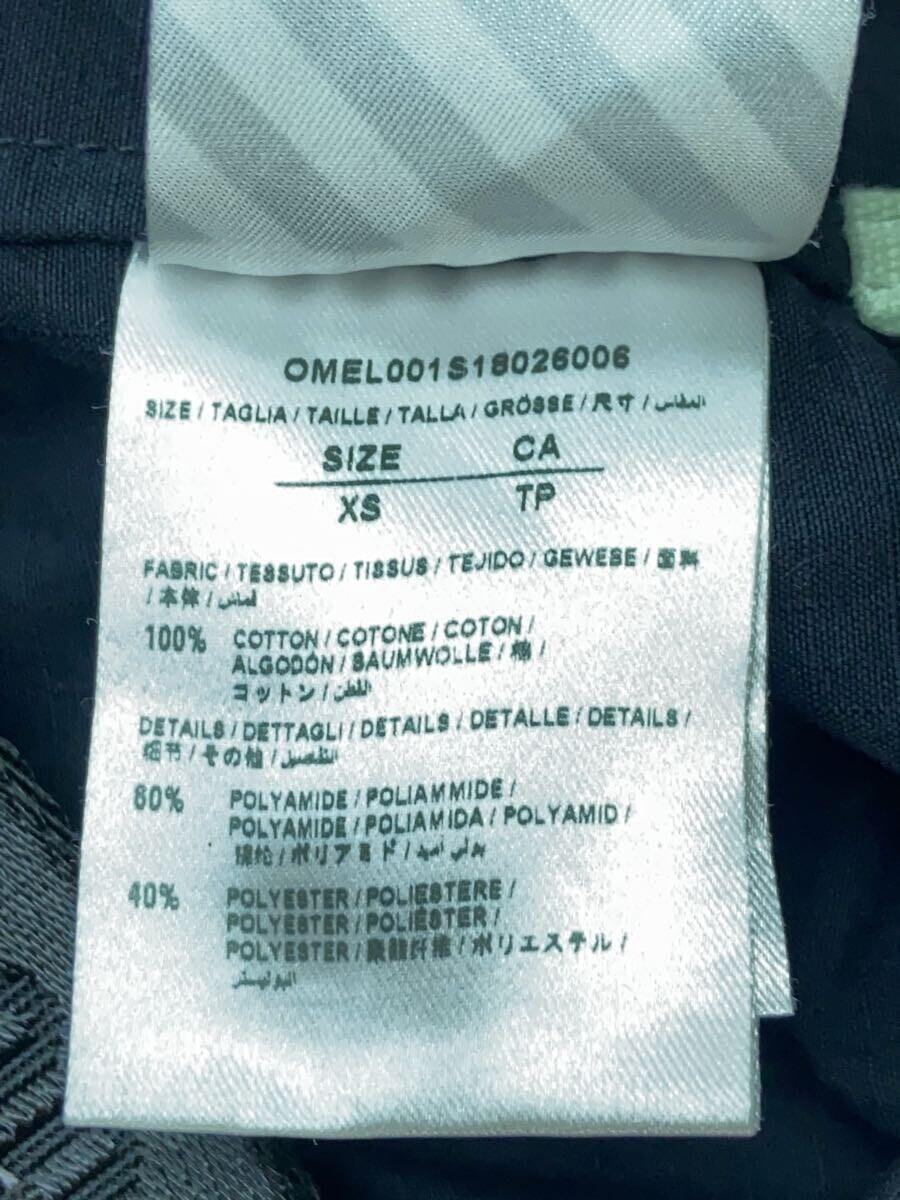 OMEL001S18026006
SIZE / TAGLIA / TAILLE / TALLA / GRÖSSE / 尺寸 / المقاس
SIZE CA
XS TP
FABRIC / TESSUTO / TISSUS / TEJIDO / GEWEBE / 面料
/ 本体 / قماس
100% COTTON / COTONE / COTON /
ALGODÓN / BAUMWOLLE / 棉 /
コットン / القطن
DETAILS / DETTAGLI / DETAILS / DETALLE / DETAILS /
细节 / その他 / التفصيل
60% POLYAMIDE / POLIAMMIDE /
POLYAMIDE / POLIAMIDA / POLYAMID /
锦纶 / ポリアミド / بولي اميد
40% POLYESTER / POLIESTERE /
POLYESTER / POLIÉSTER /
POLYESTER / 聚酯纤维 / ポリエステル /
البوليستر